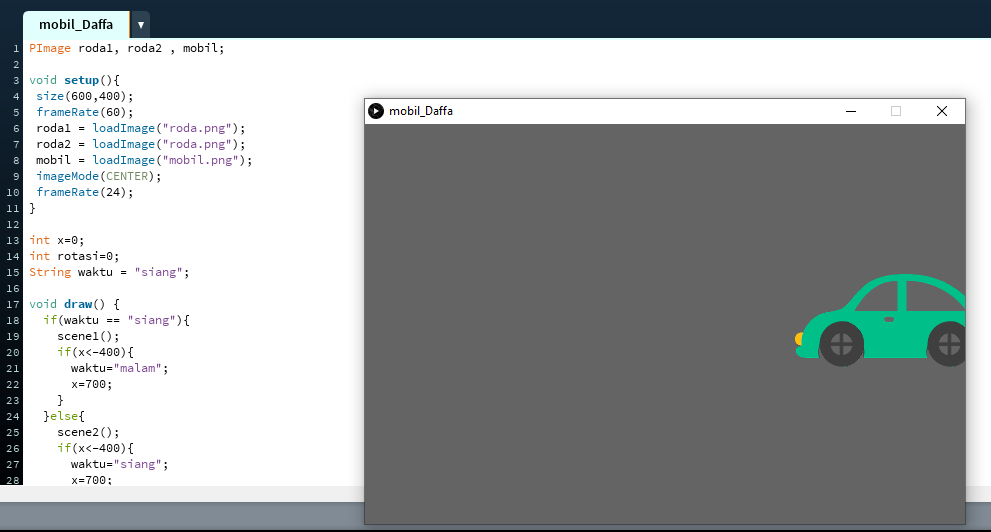 mobil_Daffa
1 PImage roda1, roda2 , mobil;
2
3 void setup(){
4 size(600,400);
5 frameRate(60);
6 roda1 = loadImage("roda.png");
7 roda2 = loadImage("roda.png");
8 mobil = loadImage("mobil.png");
9 imageMode(CENTER);
10 frameRate(24);
11 }
12
13 int x=0;
14 int rotasi=0;
15 String waktu = "siang";
16
17 void draw() {
18 if(waktu == "siang"){
19 scene1();
20 if(x<-400){
21 waktu="malam";
22 x=700;
23 }
24 }else{
25 scene2();
26 if(x<-400){
27 waktu="siang";
28 x=700;
mobil_Daffa